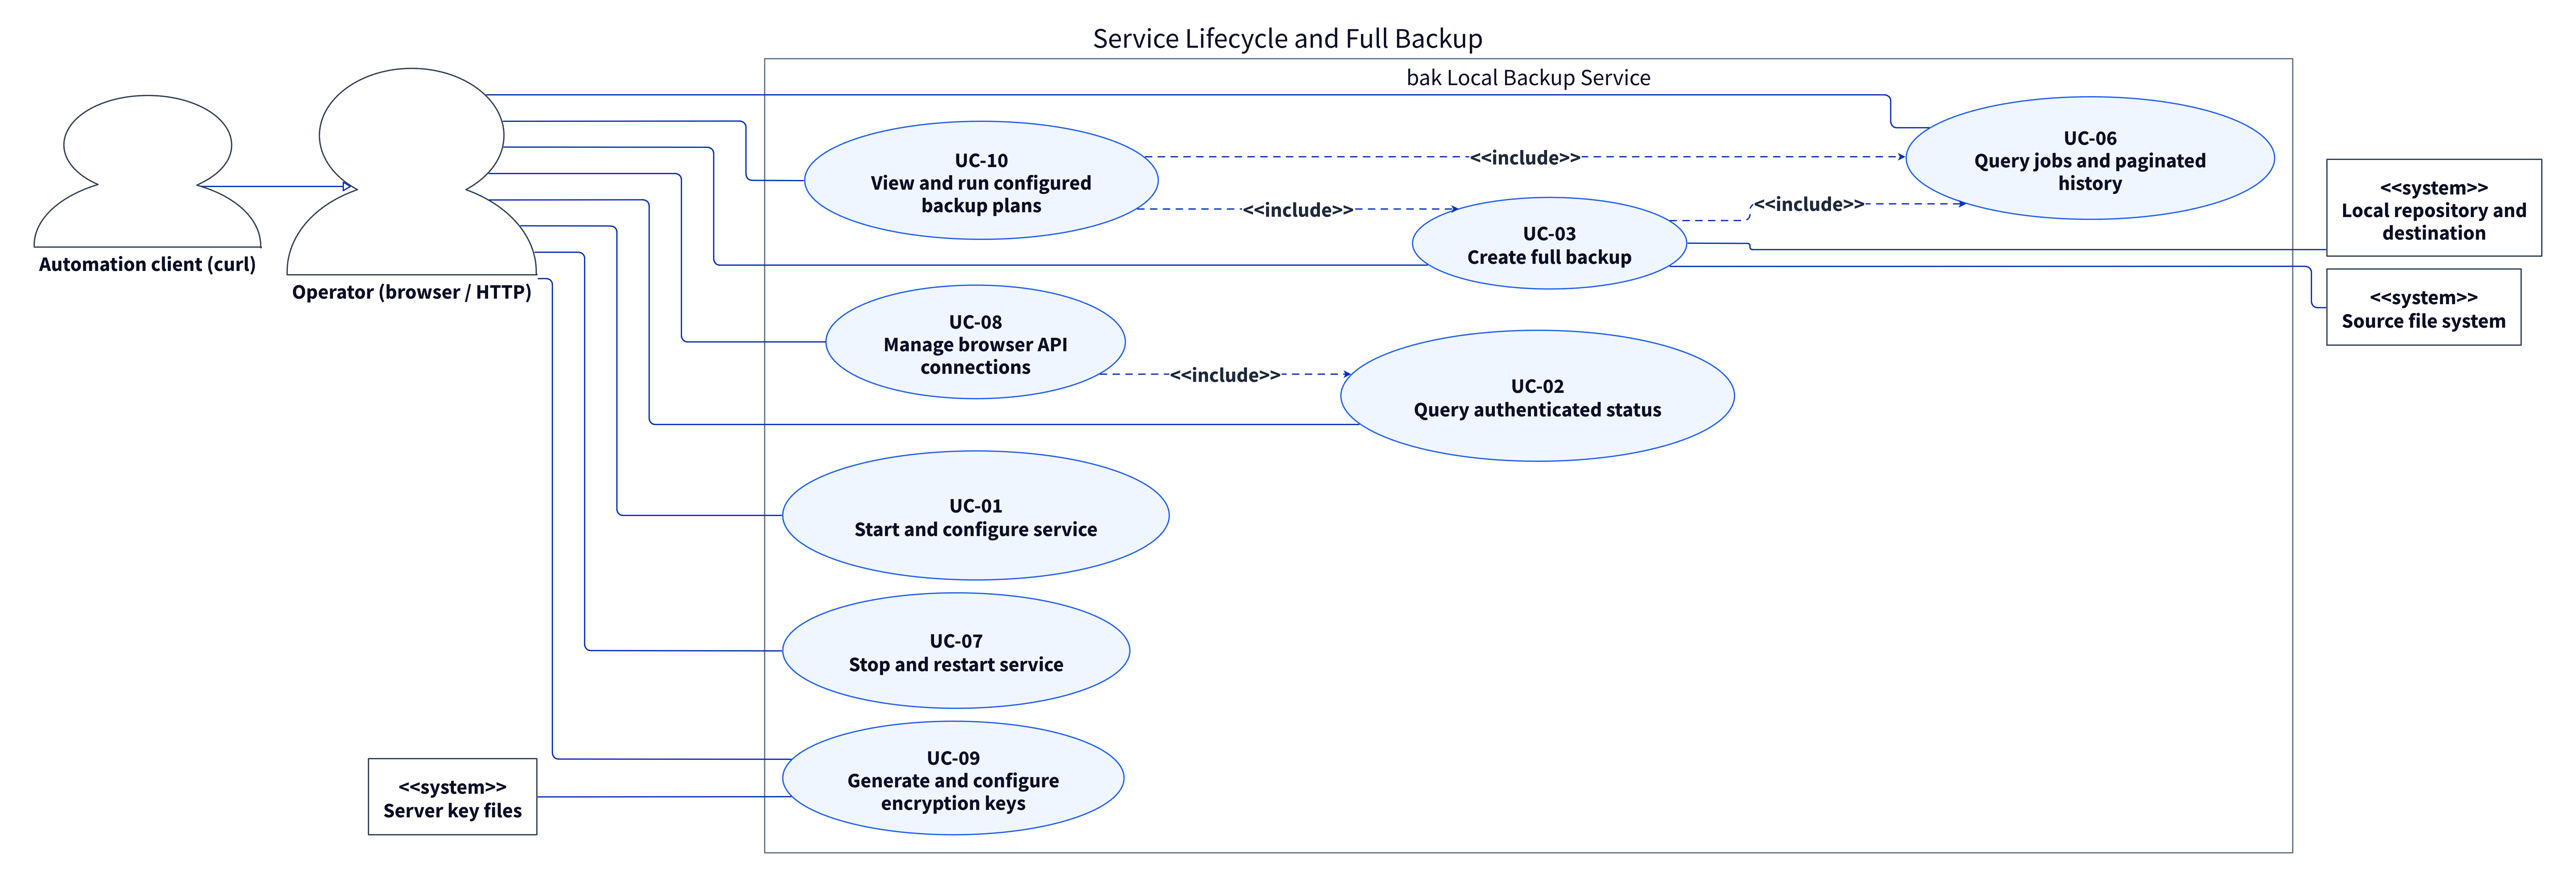 Service Lifecycle and Full Backup
bak Local Backup Service
Automation client (curl)
Operator (browser / HTTP)
UC-10
View and run configured
backup plans
<<include>>
<<include>>
UC-06
Query jobs and paginated
history
<<include>>
UC-03
Create full backup
<<system>>
Local repository and
destination
<<system>>
Source file system
UC-08
Manage browser API
connections
<<include>>
UC-02
Query authenticated status
UC-01
Start and configure service
UC-07
Stop and restart service
UC-09
Generate and configure
encryption keys
<<system>>
Server key files